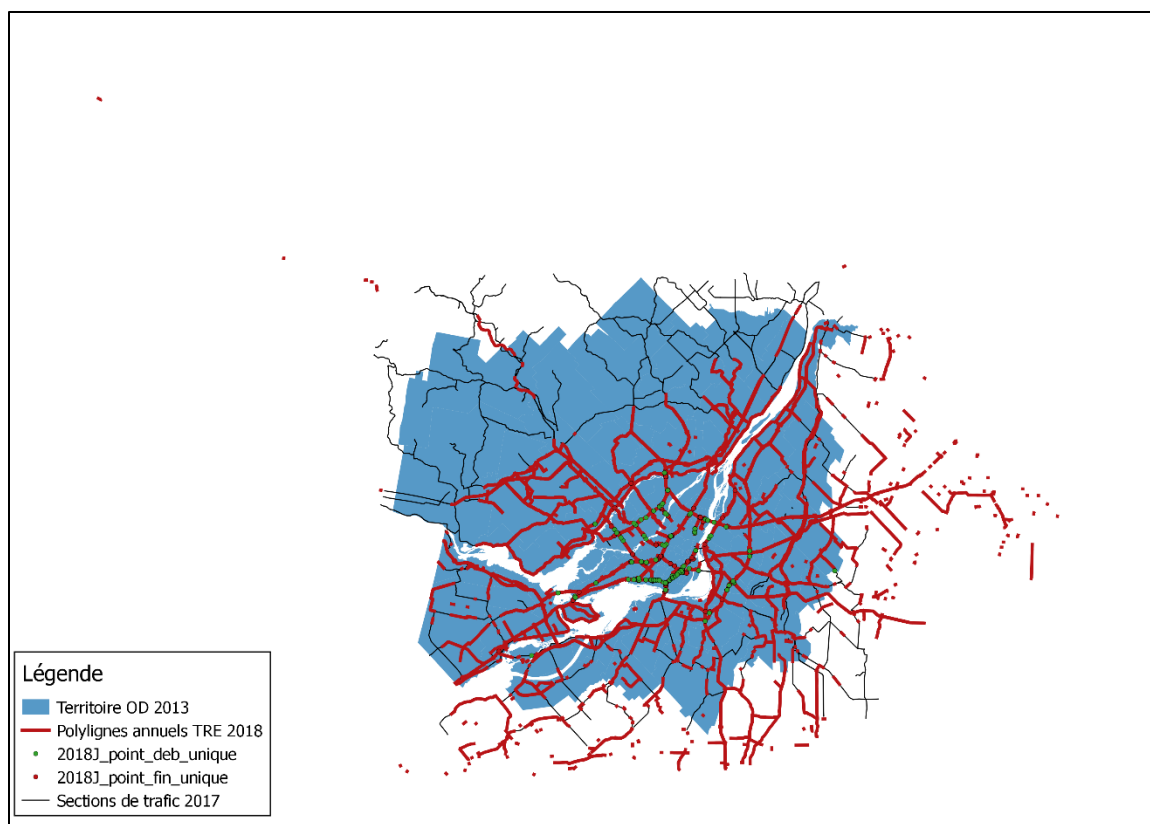 Légende
Territoire OD 2013
Polylignes annuels TRE 2018
2018J_point_deb_unique
2018J_point_fin_unique
Sections de trafic 2017